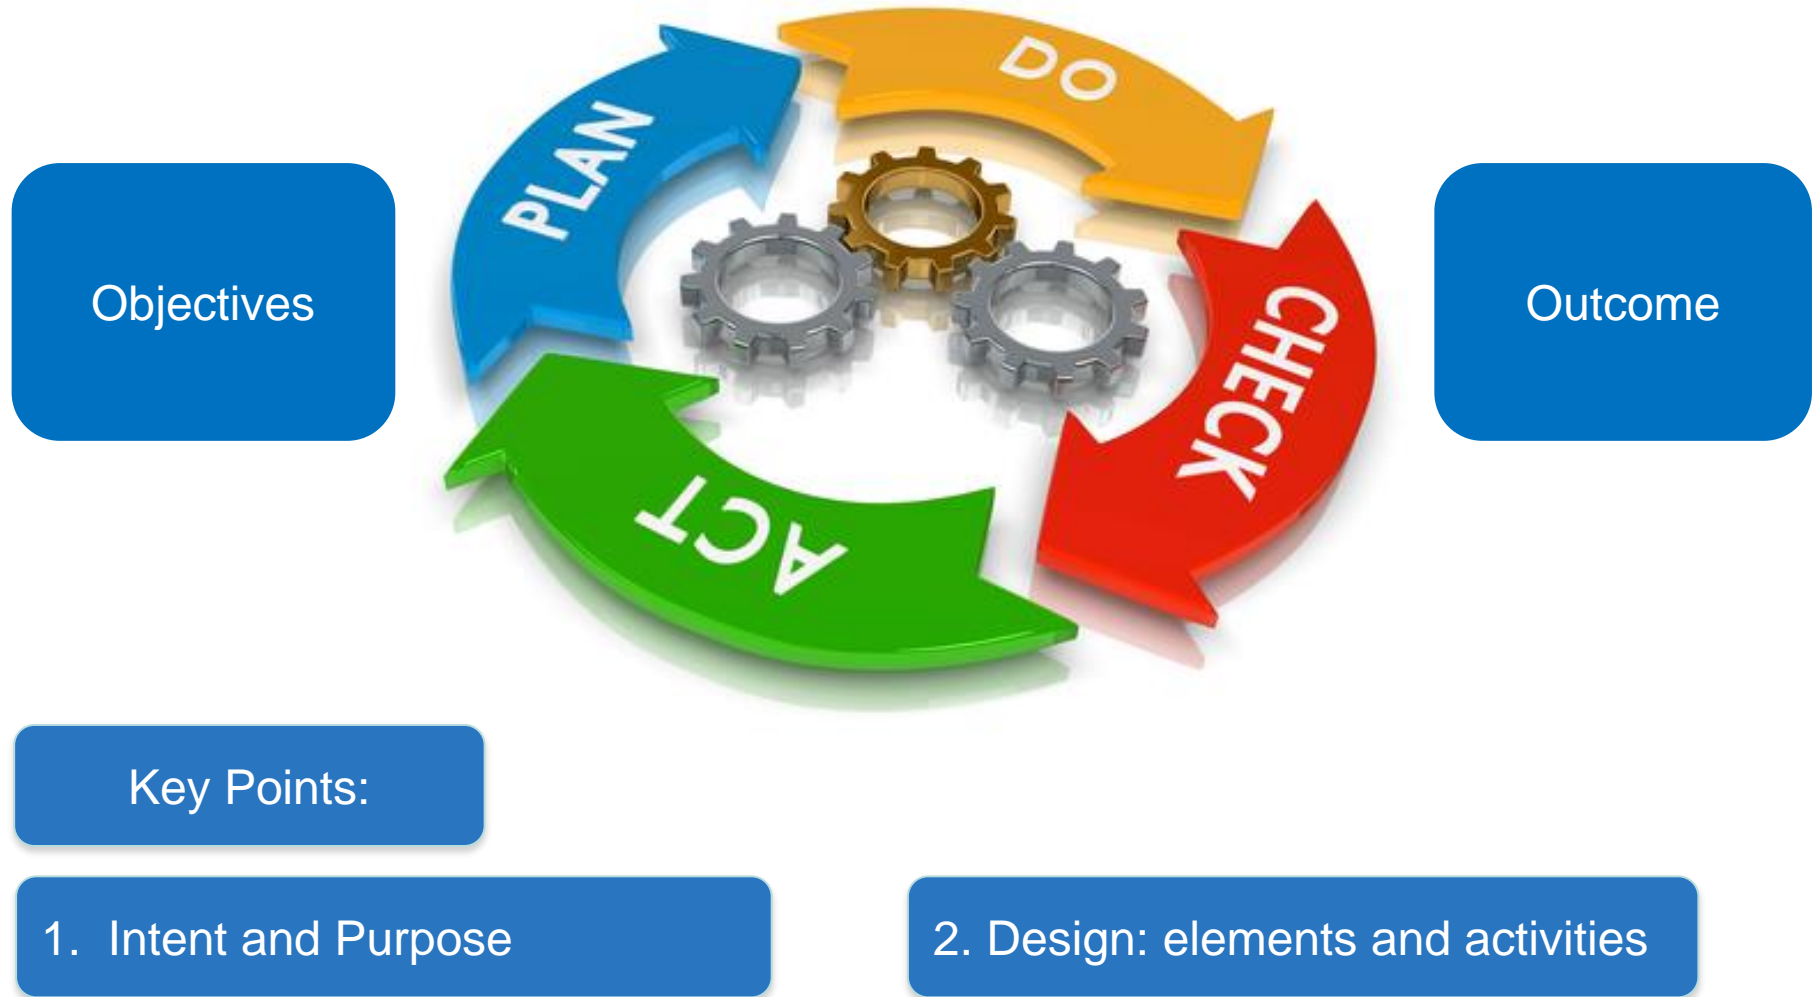 PLAN
DO
CHECK
ACT
Objectives
Outcome
Key Points:
1. Intent and Purpose
2. Design: elements and activities